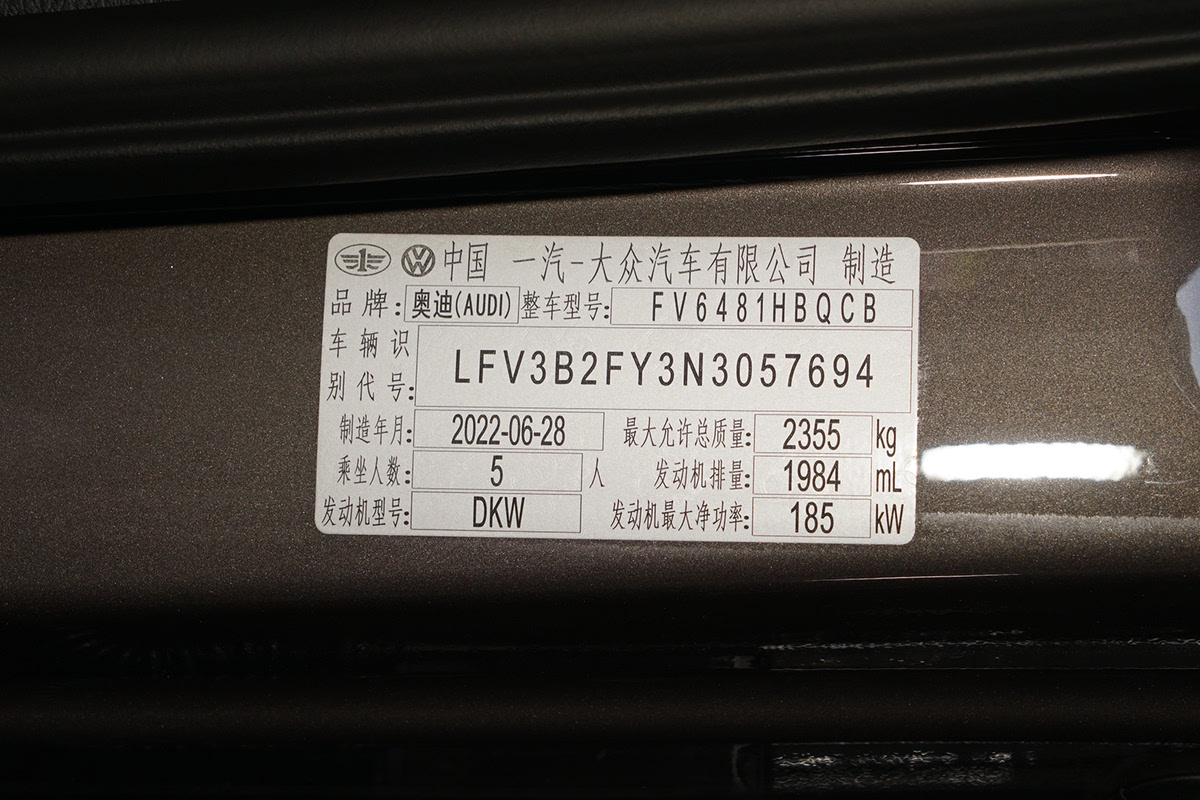 中国 一汽-大众汽车有限公司 制造
品牌: 奥迪(AUDI) 整车型号: FV6481HBQCB
车辆识别代号: LFV3B2FY3N3057694
制造年月: 2022-06-28 最大允许总质量: 2355 kg
乘坐人数: 5 人 发动机排量: 1984 mL
发动机型号: DKW 发动机最大净功率: 185 kW